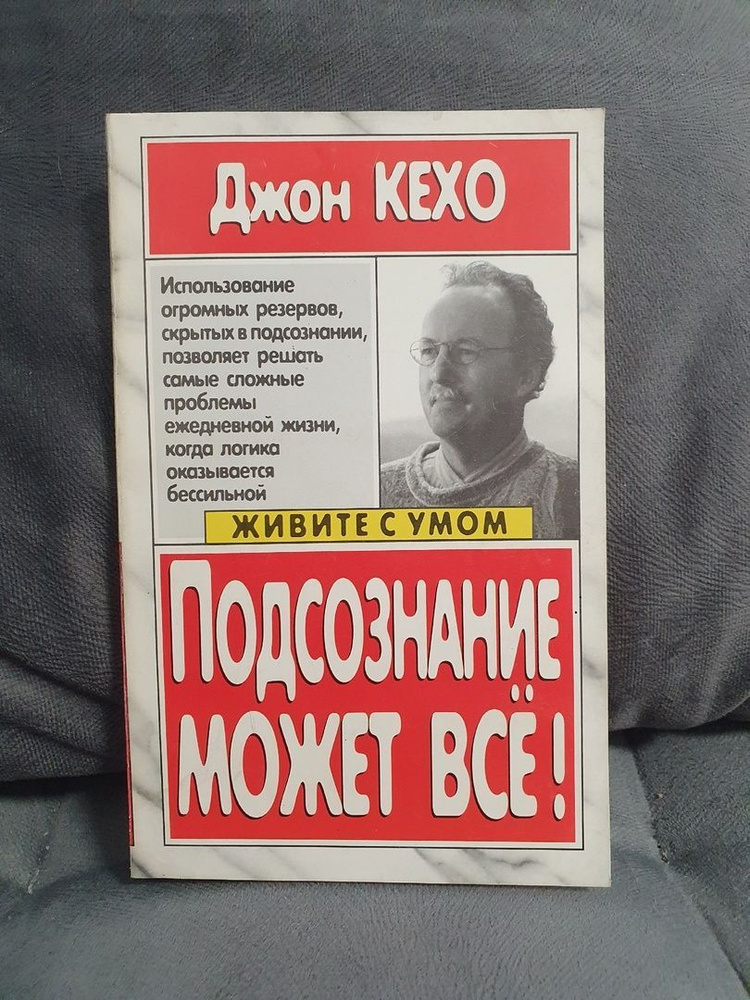 Джон КЕХО
Использование
огромных резервов,
скрытых в подсознании,
позволяет решать
самые сложные
проблемы
ежедневной жизни,
когда логика
оказывается
бессильной
ЖИВИТЕ С УМОМ
ПОДСОЗНАНИЕ
МОЖЕТ ВСЁ!